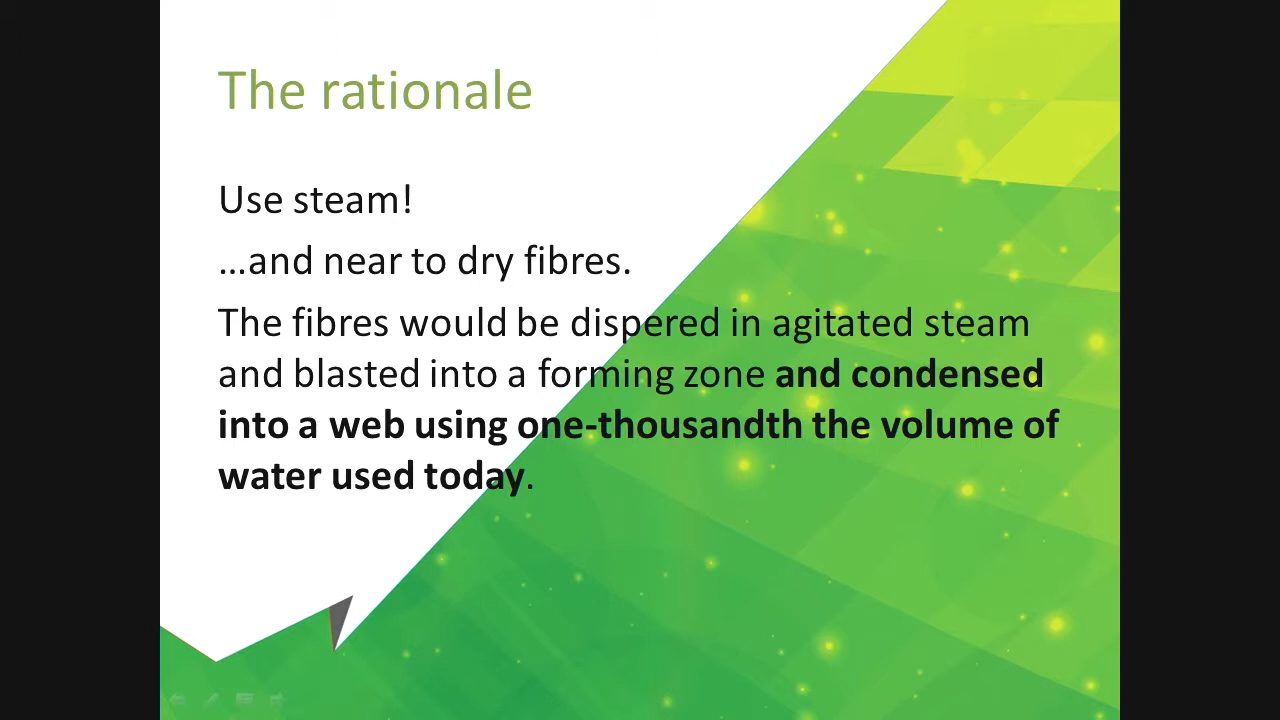 The rationale
Use steam!
…and near to dry fibres.
The fibres would be dispered in agitated steam
and blasted into a forming zone and condensed
into a web using one-thousandth the volume of
water used today.